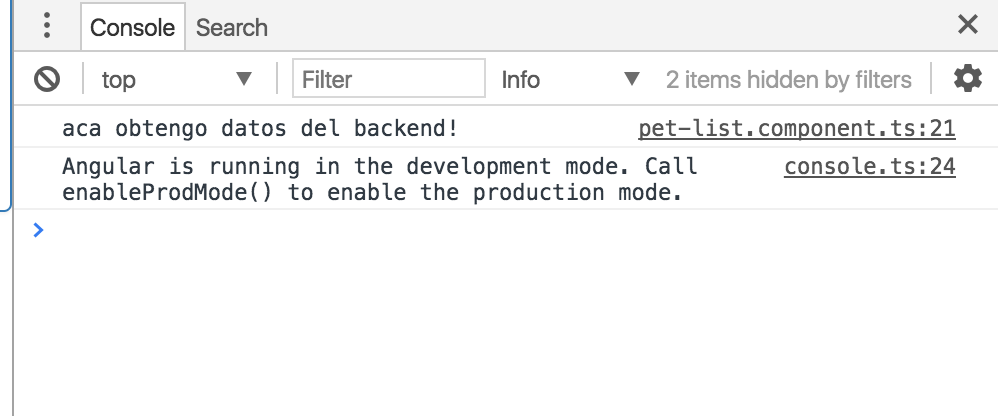 Console Search
top Filter Info 2 items hidden by filters
aca obtengo datos del backend! pet-list.component.ts:21
Angular is running in the development mode. Call console.ts:24
enableProdMode() to enable the production mode.